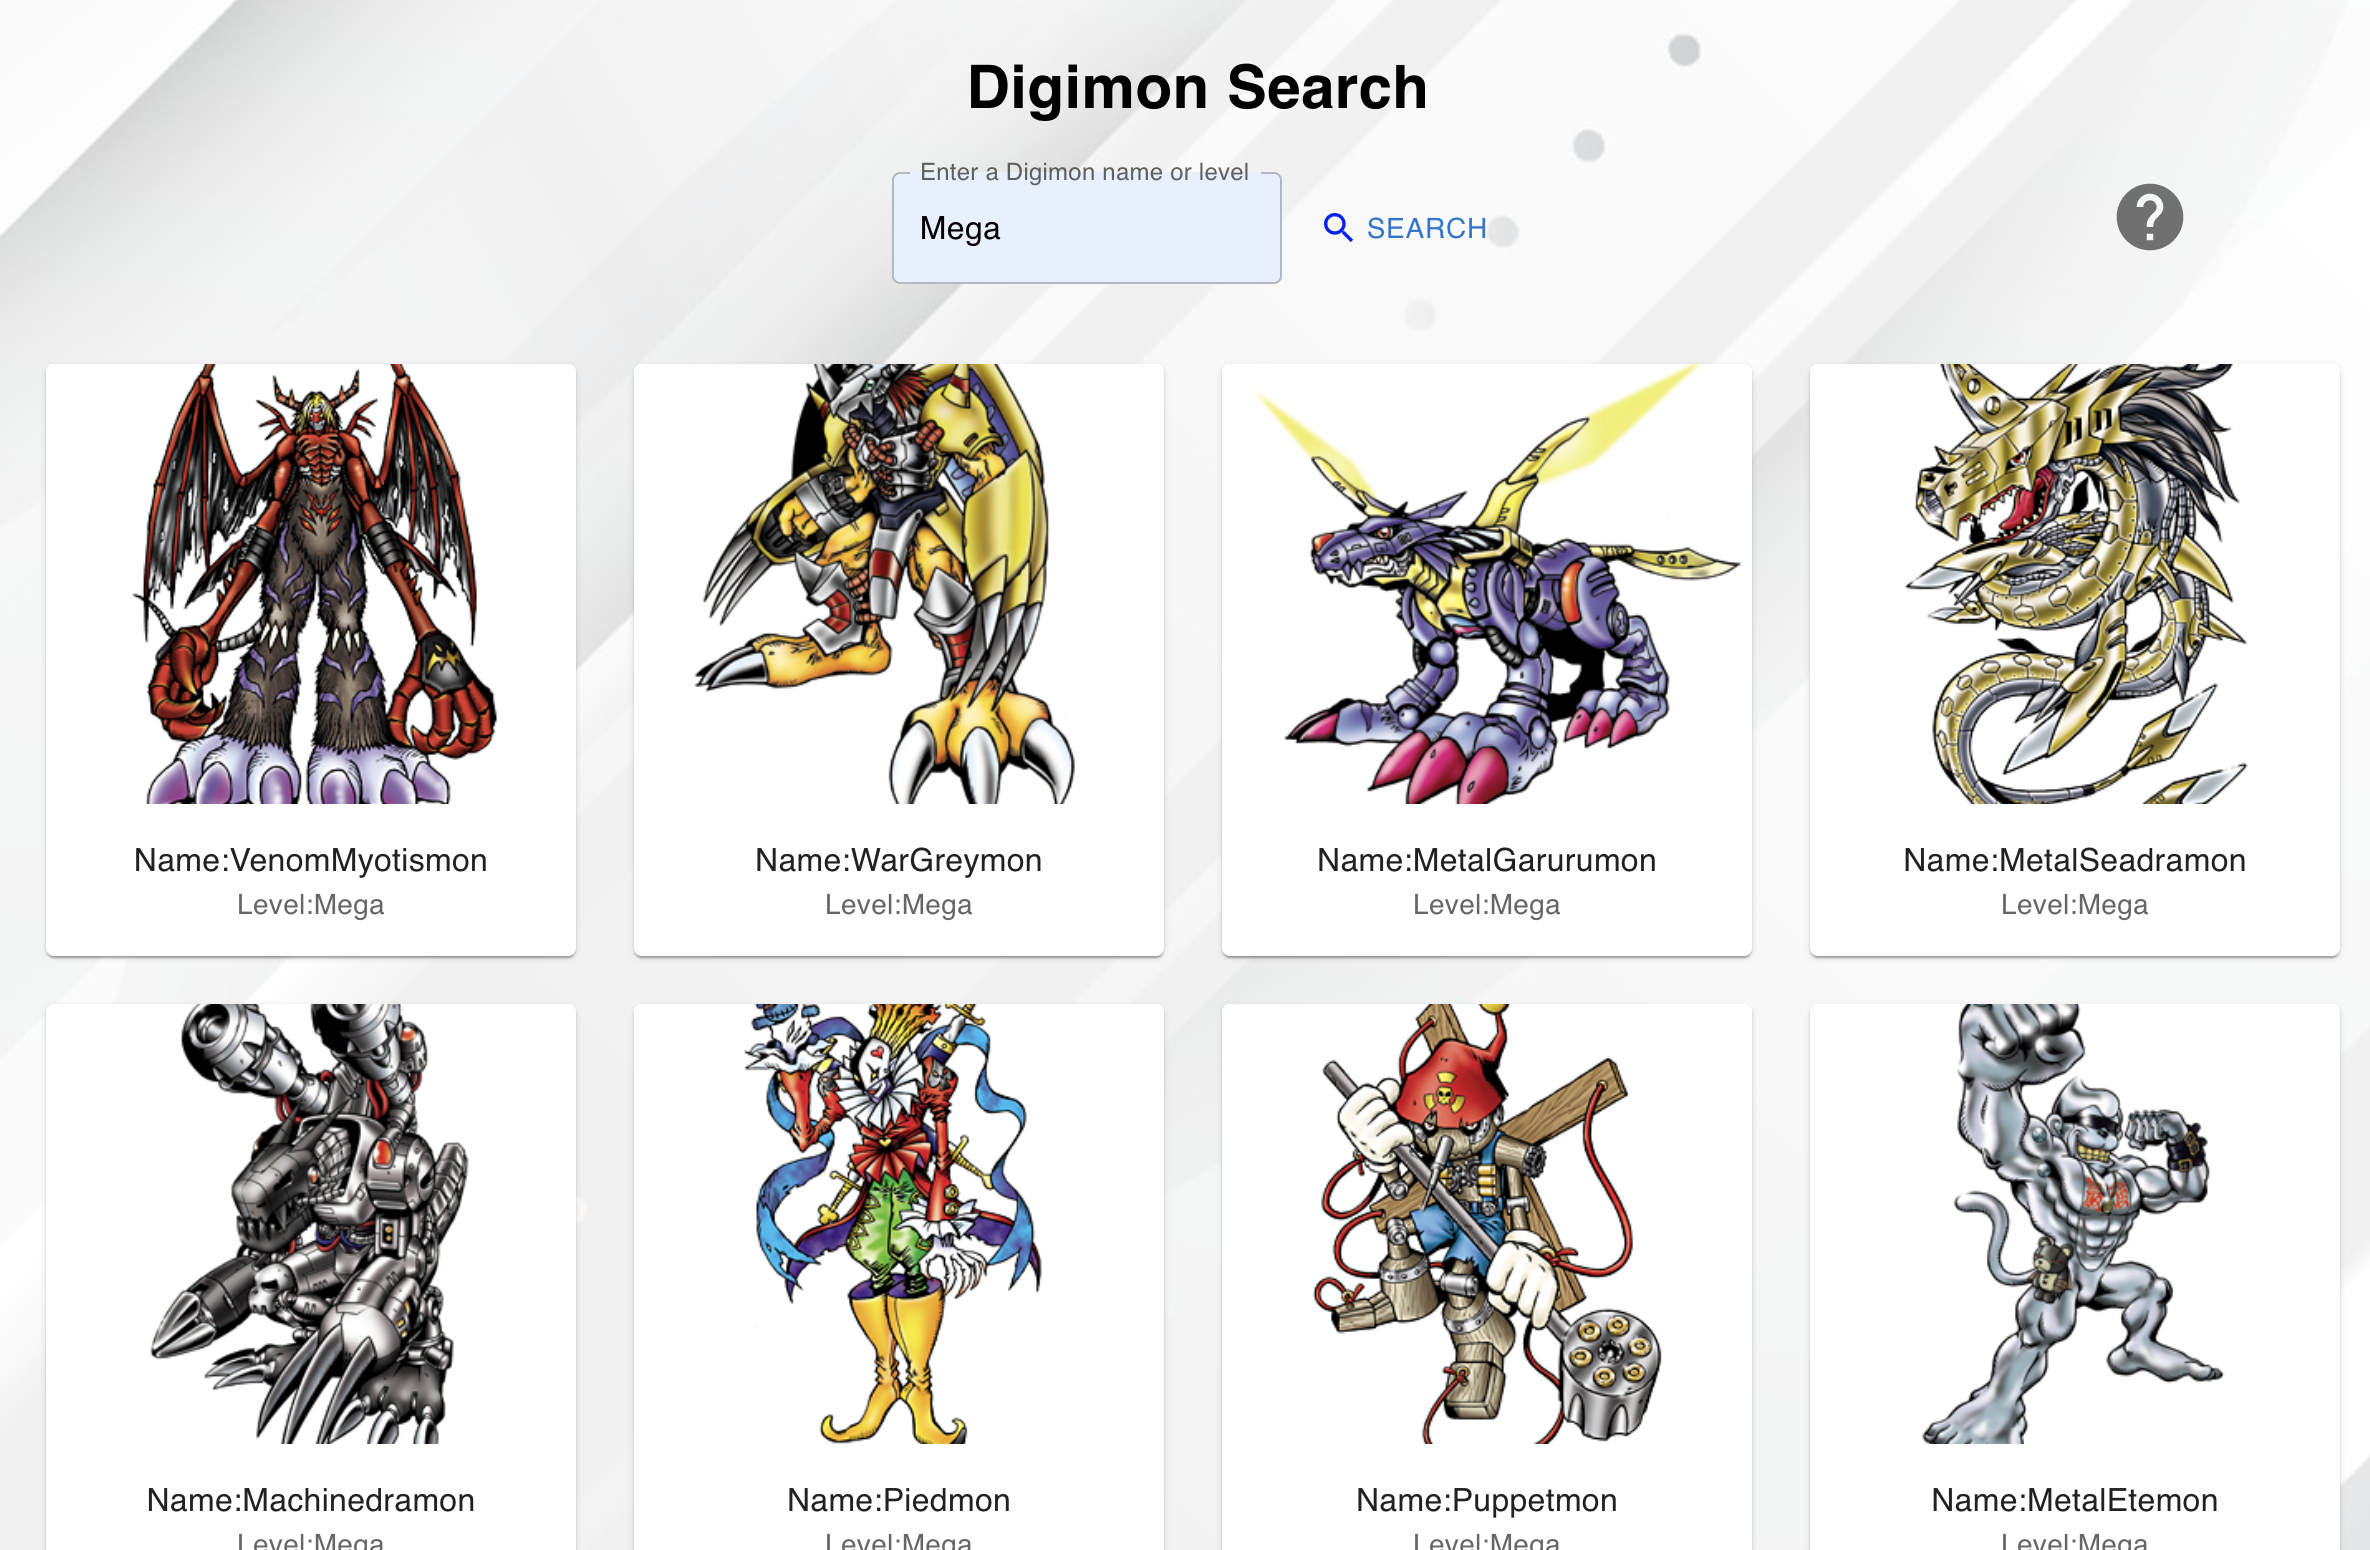 Digimon Search
Enter a Digimon name or level
Mega
SEARCH
?
Name:VenomMyotismon
Level:Mega
Name:WarGreymon
Level:Mega
Name:MetalGarurumon
Level:Mega
Name:MetalSeadramon
Level:Mega
Name:Machinedramon
Level:Mega
Name:Piedmon
Level:Mega
Name:Puppetmon
Level:Mega
Name:MetalEtemon
Level:Mega